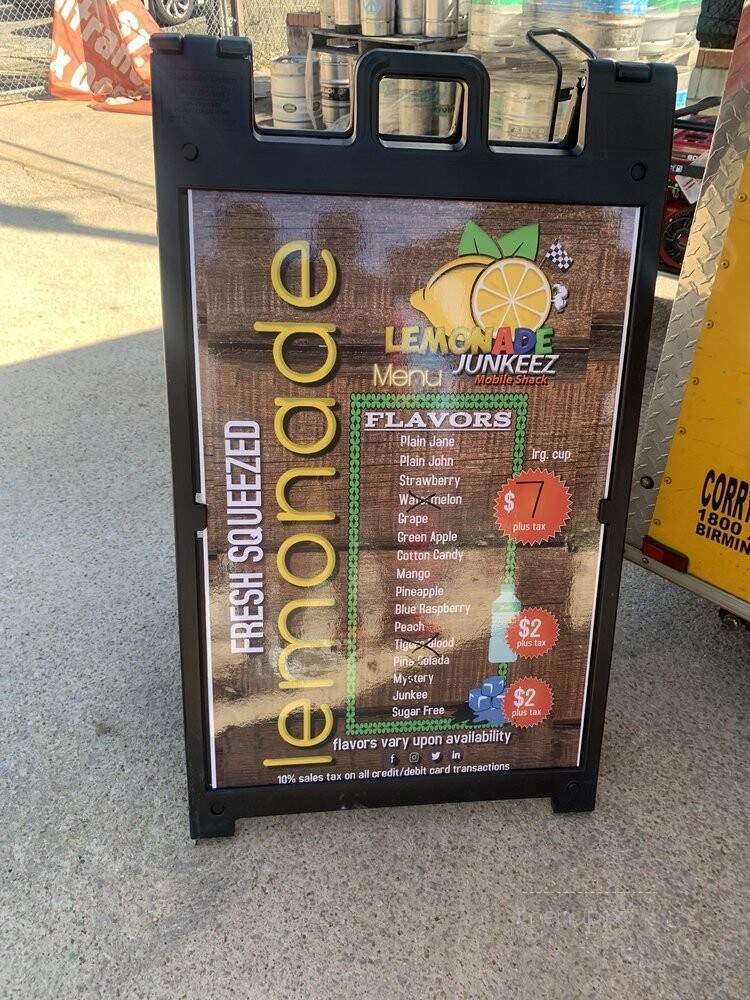 FRESH SQUEEZED
lemonade
LEMONADE
JUNKEEZ
Mobile Shack
Menu
FLAVORS
Plain Jane
Plain John
Strawberry
Watermelon
Grape
Green Apple
Cotton Candy
Mango
Pineapple
Blue Raspberry
Peach
Tigers Blood
Pina Colada
Mystery
Junkee
Sugar Free
lrg. cup
$7
plus tax
$2
plus tax
$2
plus tax
flavors vary upon availability
10% sales tax on all credit/debit card transactions
1800